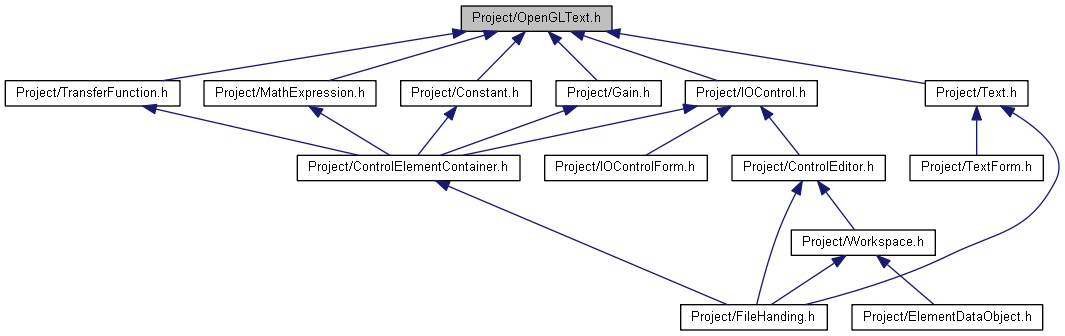 Project/OpenGLText.h
Project/TransferFunction.h
Project/MathExpression.h
Project/Constant.h
Project/Gain.h
Project/IOControl.h
Project/Text.h
Project/ControlElementContainer.h
Project/IOControlForm.h
Project/ControlEditor.h
Project/TextForm.h
Project/Workspace.h
Project/FileHanding.h
Project/ElementDataObject.h